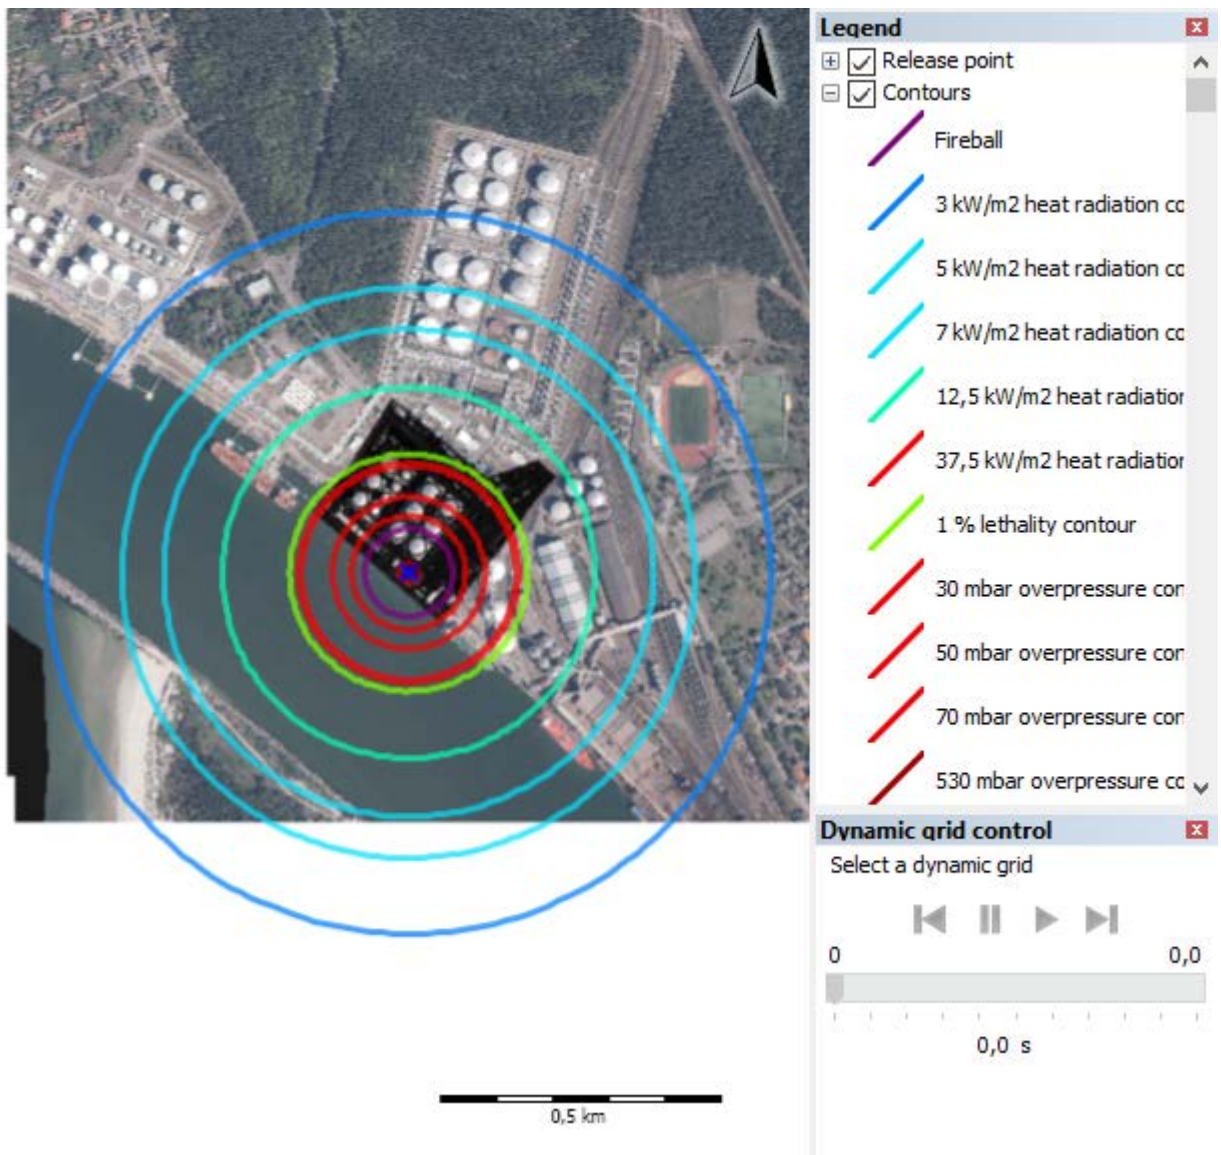 Legend
Release point
Contours
Fireball
3 kW/m2 heat radiation co
5 kW/m2 heat radiation co
7 kW/m2 heat radiation co
12,5 kW/m2 heat radiation
37,5 kW/m2 heat radiation
1 % lethality contour
30 mbar overpressure con
50 mbar overpressure con
70 mbar overpressure con
530 mbar overpressure co
Dynamic grid control
Select a dynamic grid
0 0,0
0,0 s
0,5 km